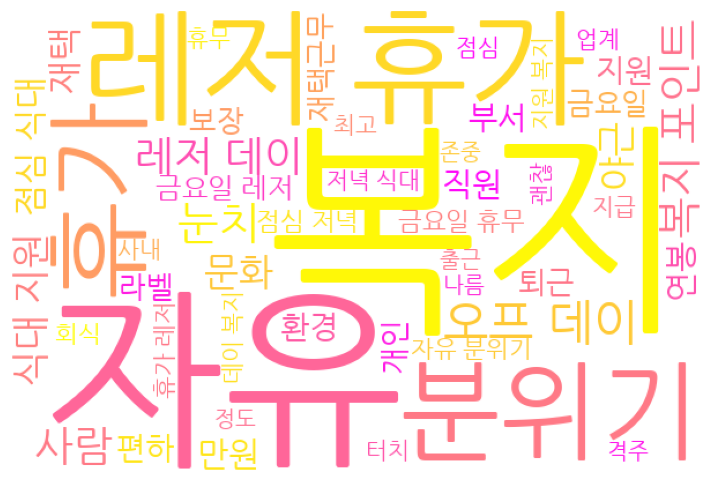 레저 휴가
휴무
점심
업계
재택
재택근무
지원 복지
지원
금요일
복지 포인트
점심 식대
보장
최고
부서
야근
휴가
레저 데이
존중
복지
금요일 레저
저녁 식대
직원
괜찮
지급
눈치
점심 저녁
금요일 휴무
연봉
식대 지원
사내
문화
출근
라벨
나름
퇴근
자유
환경
오프 데이
회식
휴가 레저
데이 복지
개인
자유 분위기
분위기
정도
사람
편하
만원
터치
격주